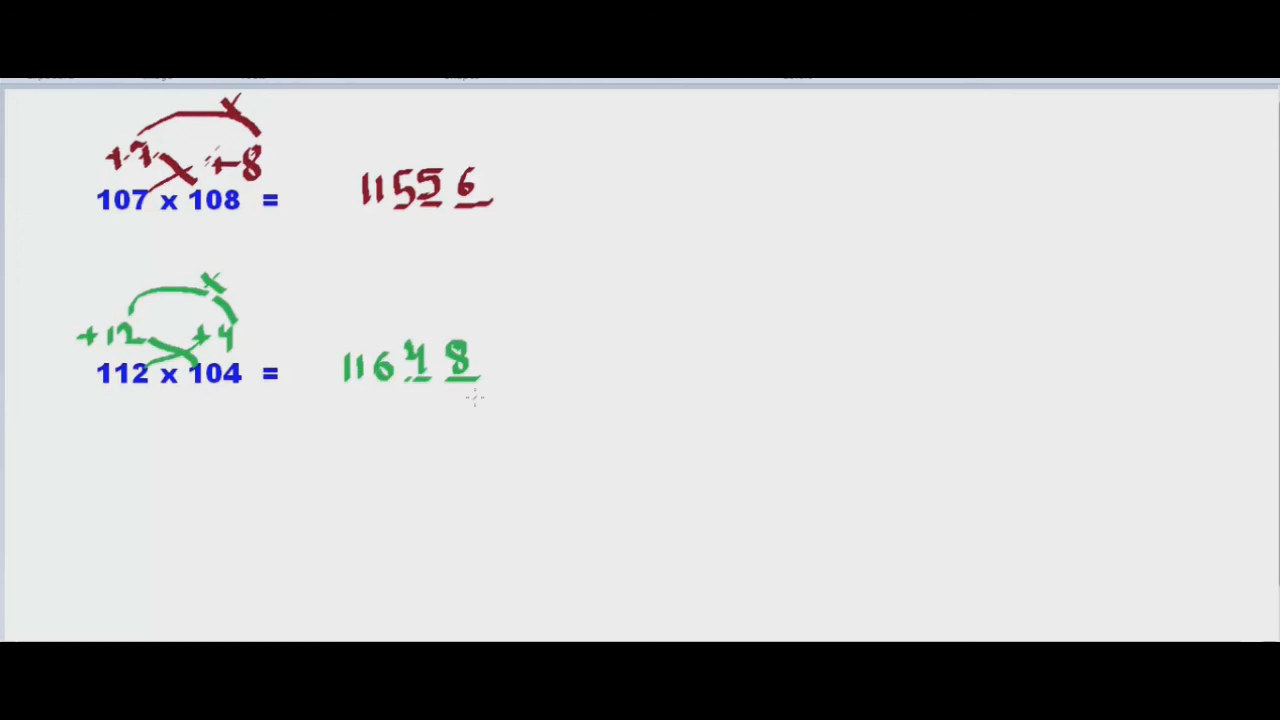 x
+7 +8
107 x 108 = 11556
x
+12 +4
112 x 104 = 11648